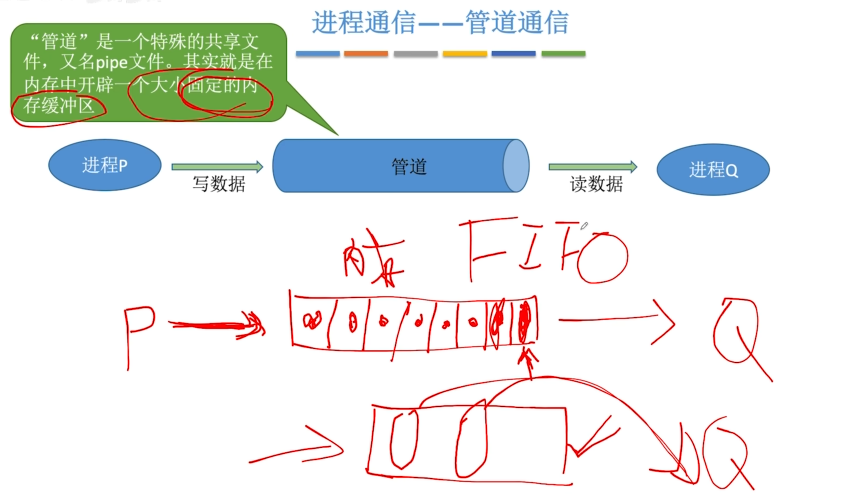 进程通信——管道通信
“管道”是一个特殊的共享文
件，又名pipe文件。其实就是在
内存中开辟一个大小固定的内
存缓冲区
进程P
写数据
管道
读数据
进程Q
内存
FIFO
P
Q
Q